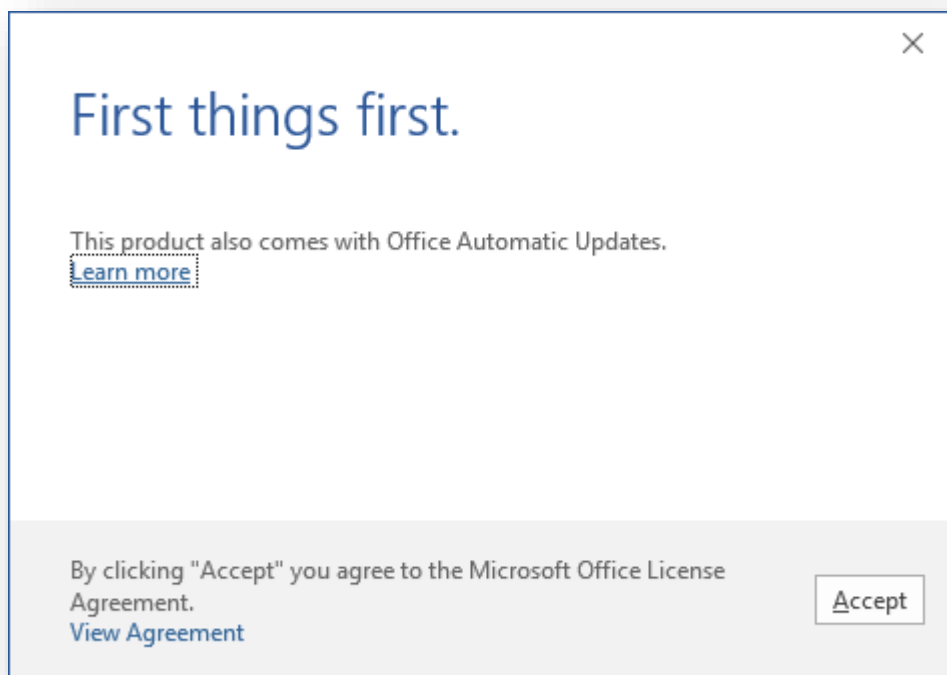 First things first.
This product also comes with Office Automatic Updates.
Learn more
By clicking "Accept" you agree to the Microsoft Office License
Agreement.
View Agreement
Accept